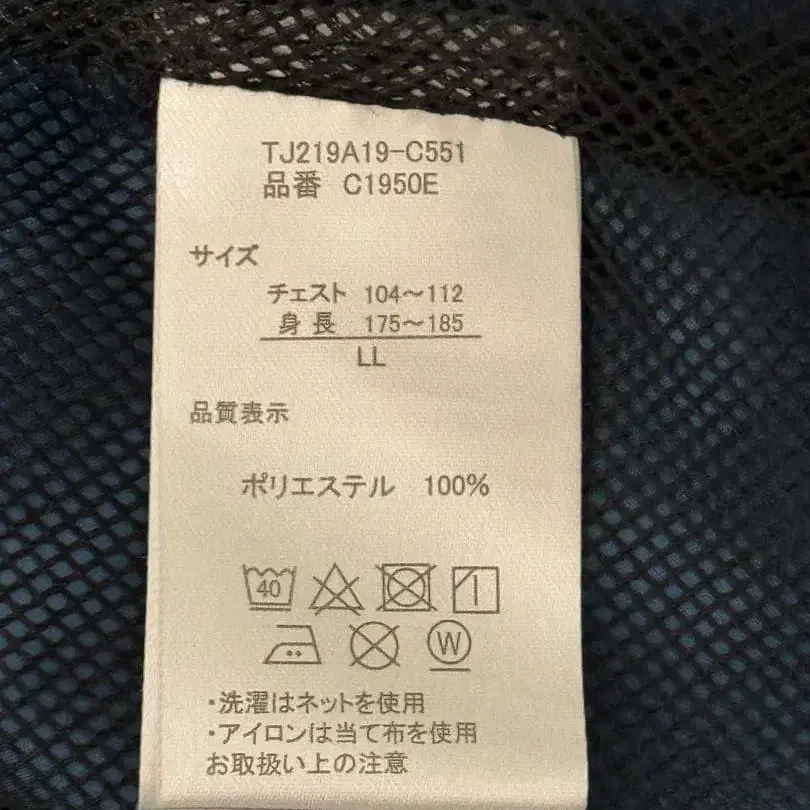 TJ219A19-C551
品番 C1950E
サイズ
チェスト 104～112
身長 175～185
LL
品質表示
ポリエステル 100%
40
W
・洗濯はネットを使用
・アイロンは当て布を使用
お取扱い上の注意